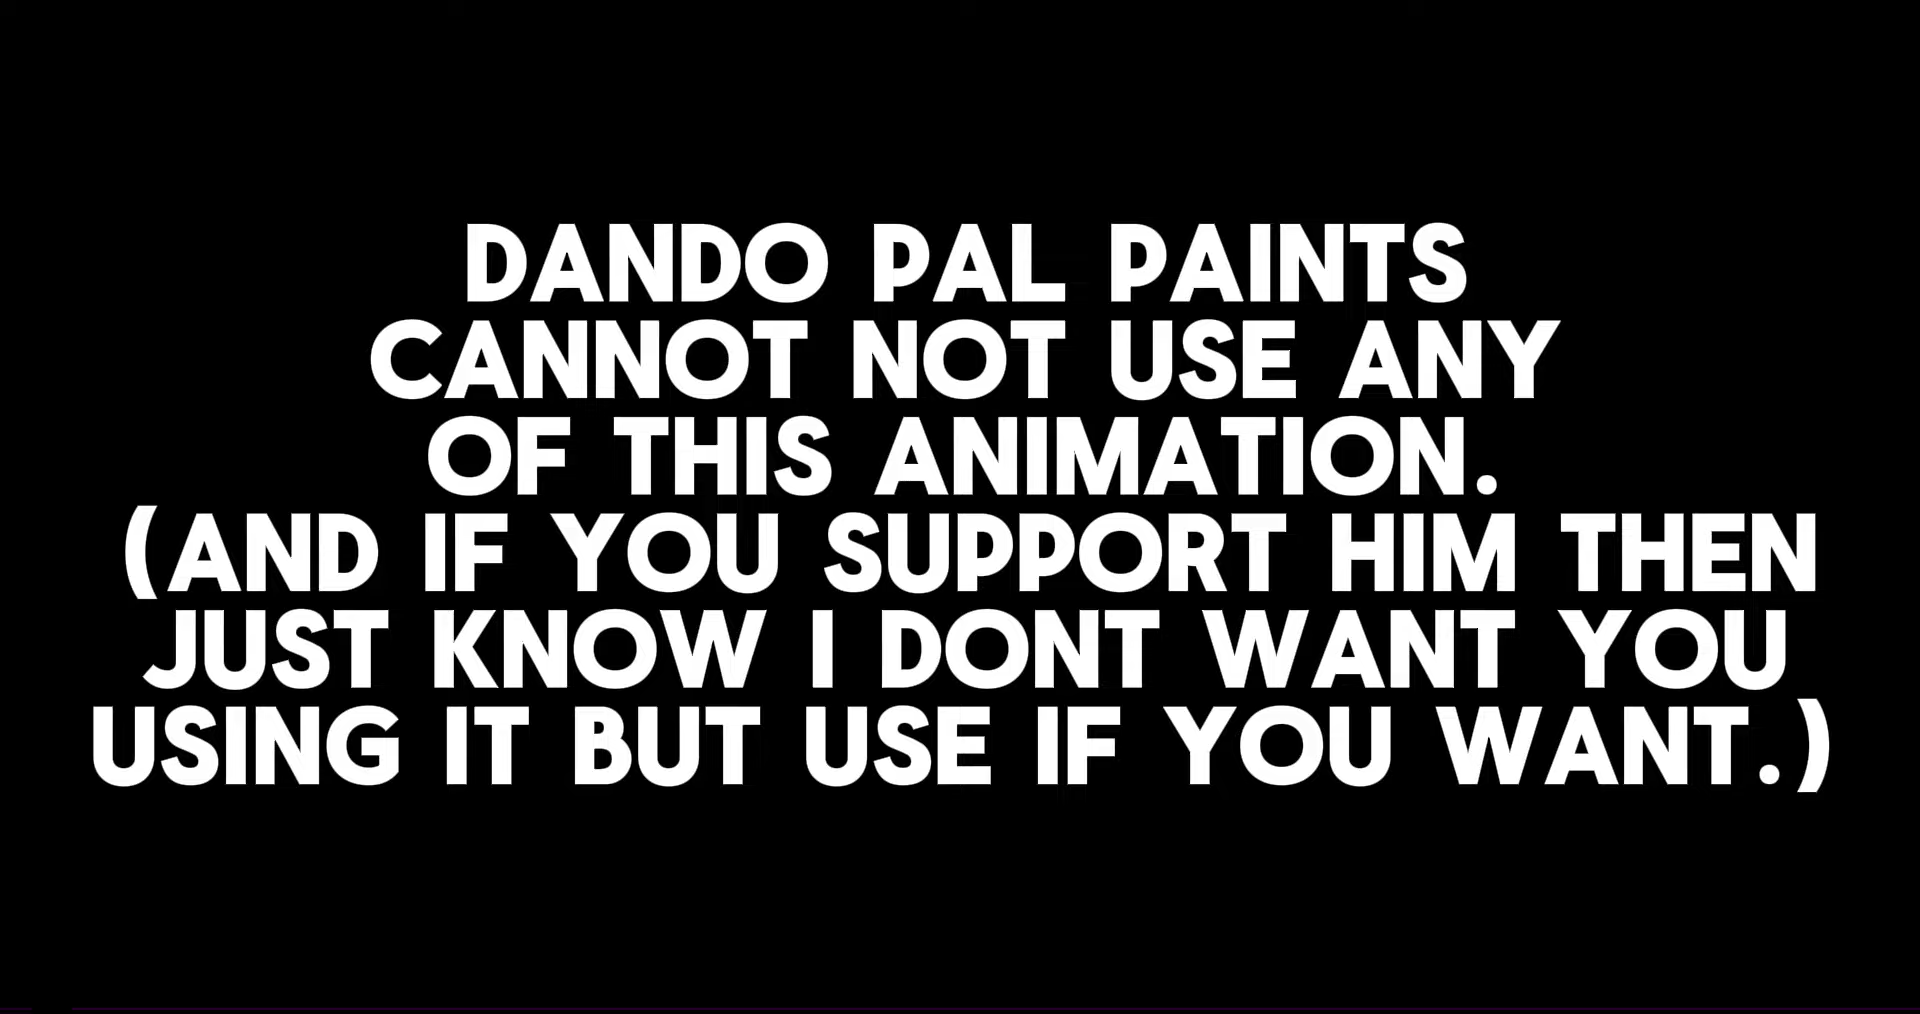 DANDO PAL PAINTS
CANNOT NOT USE ANY
OF THIS ANIMATION.
(AND IF YOU SUPPORT HIM THEN
JUST KNOW I DONT WANT YOU
USING IT BUT USE IF YOU WANT.)